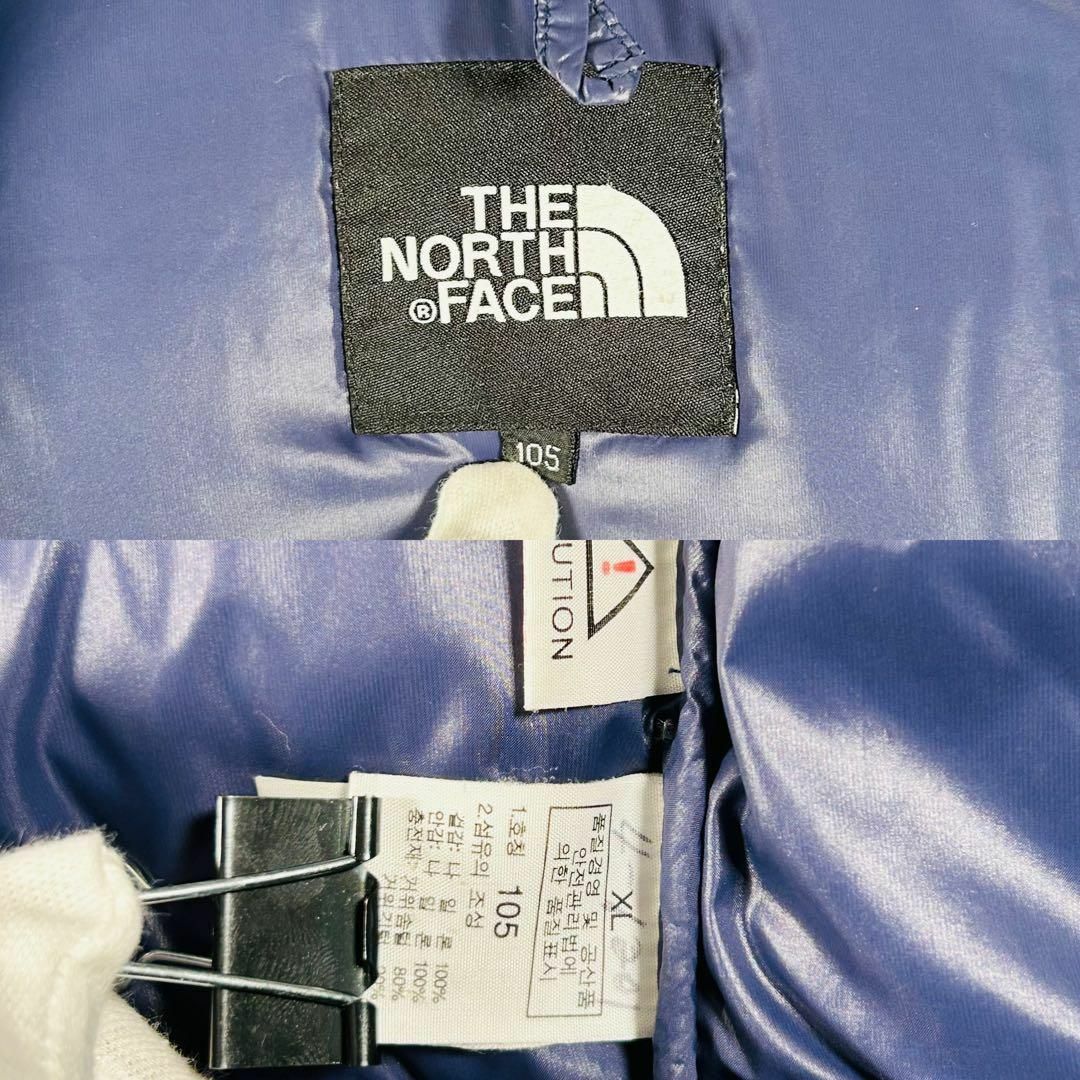 THE
NORTH
®FACE
105
UTION
XL
품질경영 및 공산품
안전관리법에
의한 품질표시
1.호칭 105
2.섬유의 조성
겉감: 나 일 론 100%
안감: 나 일 론 100%
충전재: 거위솜털 80%